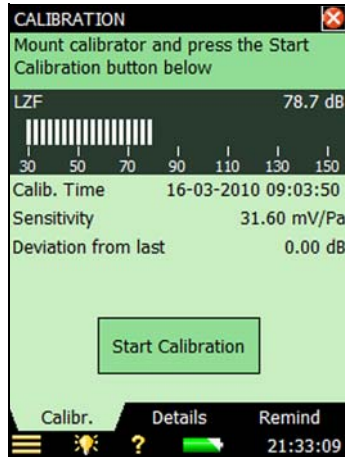 CALIBRATION
Mount calibrator and press the Start
Calibration button below
LZF 78.7 dB
30 50 70 90 110 130 150
Calib. Time 16-03-2010 09:03:50
Sensitivity 31.60 mV/Pa
Deviation from last 0.00 dB
Start Calibration
Calibr. Details Remind
? 21:33:09